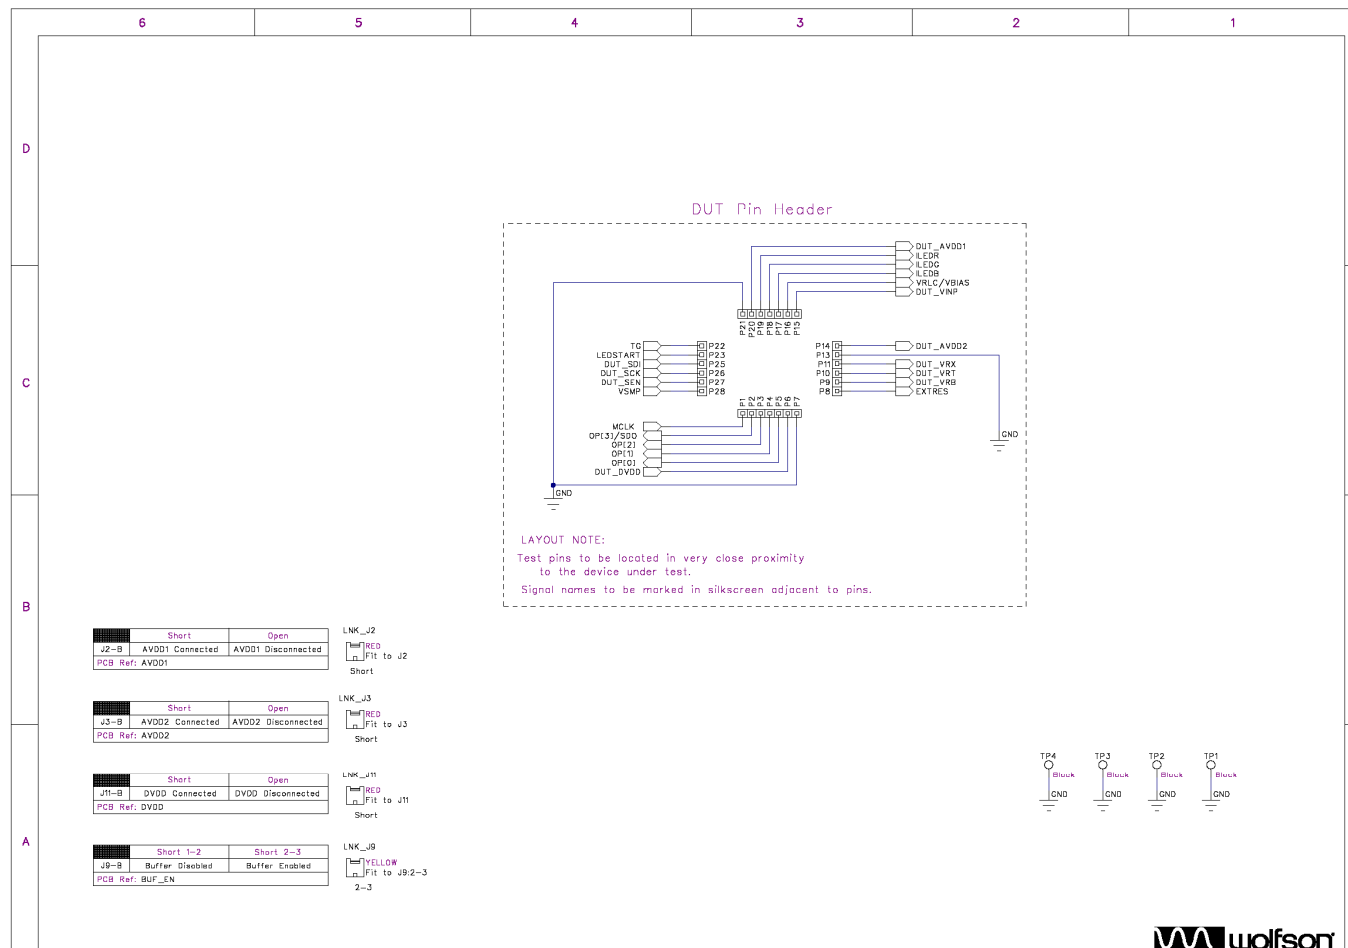 6 5 4 3 2 1
D
C
B
A
DUT Pin Header
DUT_AVDD1
ILEDR
ILEDG
ILEDB
VRLC/VBIAS
DUT_VINP
P21 P20 P19 P18 P17 P16 P15
TG P22
LEDSTART P23
DUT_SDI P25
DUT_SCK P26
DUT_SEN P27
VSMP P28
P14 DUT_AVDD2
P13
P11 DUT_VRX
P10 DUT_VRT
P9 DUT_VRB
P8 EXTRES
P1 P2 P3 P4 P5 P6 P7
MCLK
OP[3]/SDO
OP[2]
OP[1]
OP[0]
DUT_DVDD
GND
GND
LAYOUT NOTE:
Test pins to be located in very close proximity
to the device under test.
Signal names to be marked in silkscreen adjacent to pins.
Short Open
J2-B AVDD1 Connected AVDD1 Disconnected
PCB Ref: AVDD1
LNK_J2
RED
Fit to J2
Short
Short Open
J3-B AVDD2 Connected AVDD2 Disconnected
PCB Ref: AVDD2
LNK_J3
RED
Fit to J3
Short
Short Open
J11-B DVDD Connected DVDD Disconnected
PCB Ref: DVDD
LNK_J11
RED
Fit to J11
Short
Short 1-2 Short 2-3
J9-B Buffer Disabled Buffer Enabled
PCB Ref: BUF_EN
LNK_J9
YELLOW
Fit to J9:2-3
2-3
TP4 TP3 TP2 TP1
Black Black Black Black
GND GND GND GND
wolfson